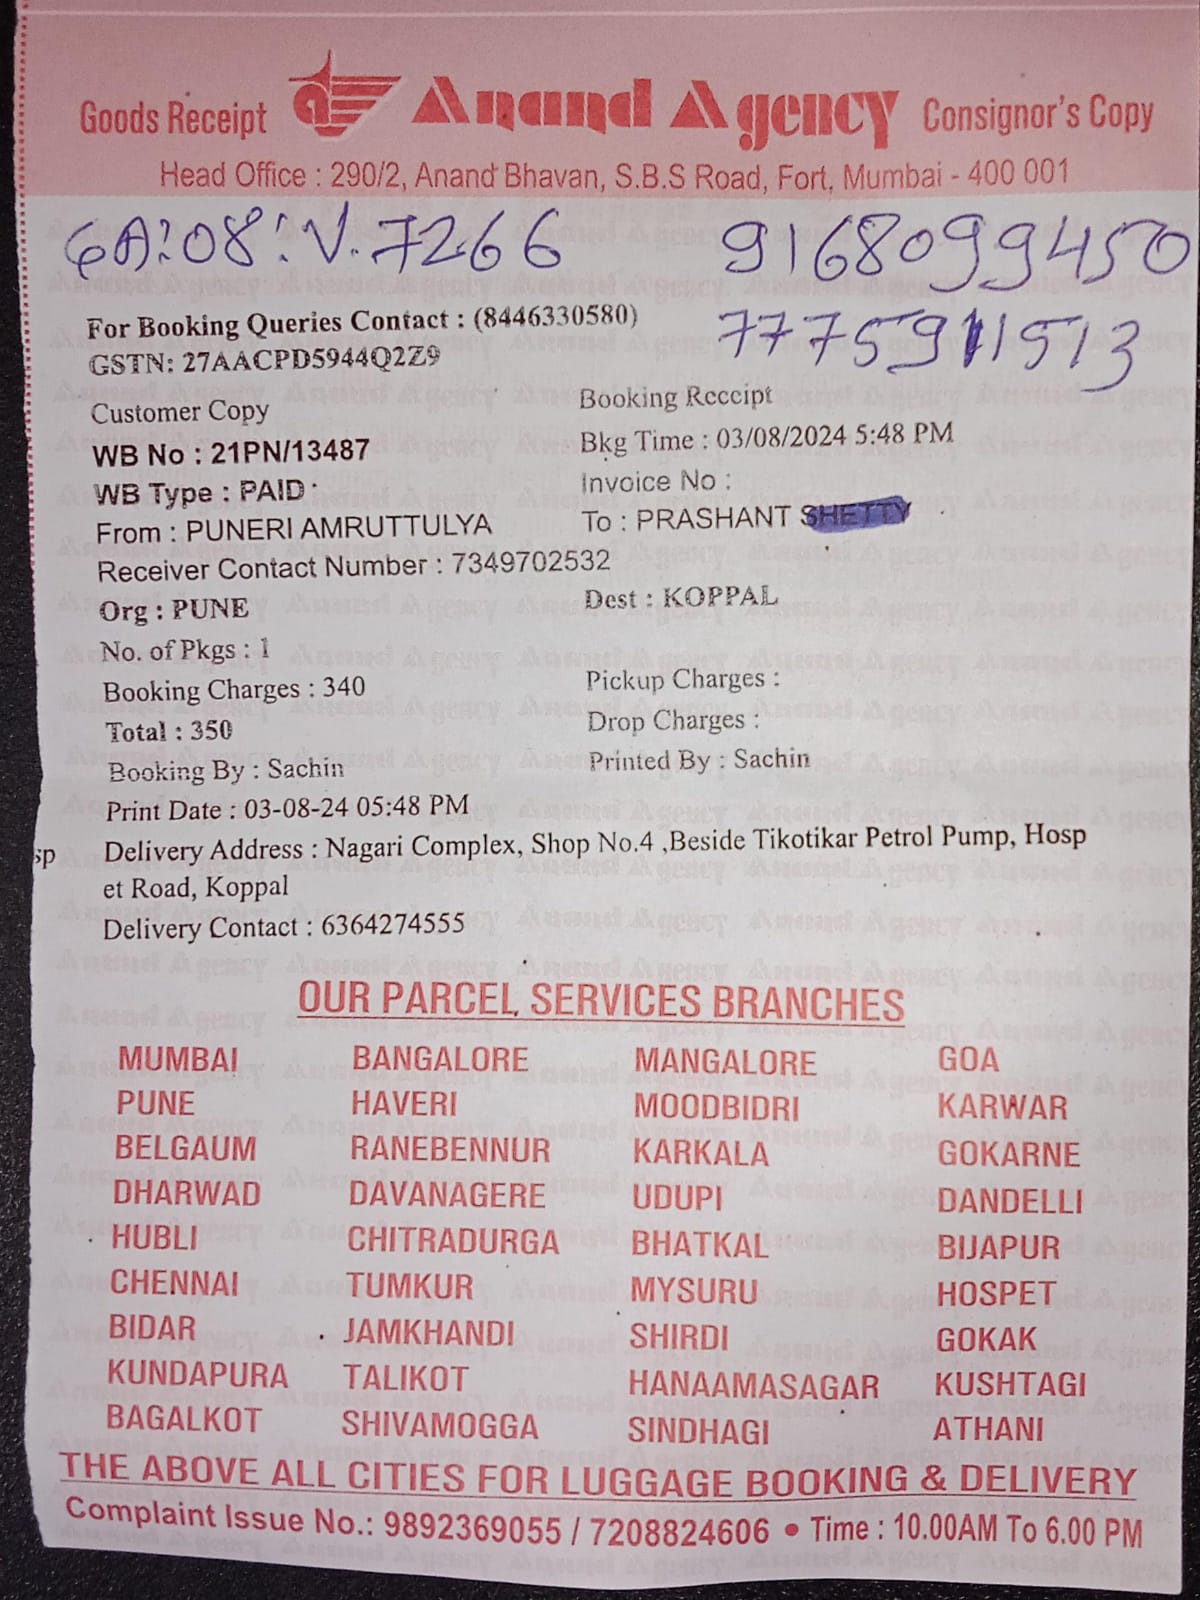 Goods Receipt Anand Agency Consignor's Copy
Head Office : 290/2, Anand Bhavan, S.B.S Road, Fort, Mumbai - 400 001
GA:08:V.7266 9168099450
7775911513
For Booking Queries Contact : (8446330580)
GSTN: 27AACPD5944Q2Z9
Customer Copy Booking Receipt
WB No : 21PN/13487 Bkg Time : 03/08/2024 5:48 PM
WB Type : PAID Invoice No :
From : PUNERI AMRUTTULYA To : PRASHANT SHETTY
Receiver Contact Number : 7349702532
Org : PUNE Dest : KOPPAL
No. of Pkgs : 1
Booking Charges : 340 Pickup Charges :
Total : 350 Drop Charges :
Booking By : Sachin Printed By : Sachin
Print Date : 03-08-24 05:48 PM
sp Delivery Address : Nagari Complex, Shop No.4 ,Beside Tikotikar Petrol Pump, Hosp
et Road, Koppal
Delivery Contact : 6364274555
OUR PARCEL SERVICES BRANCHES
MUMBAI BANGALORE MANGALORE GOA
PUNE HAVERI MOODBIDRI KARWAR
BELGAUM RANEBENNUR KARKALA GOKARNE
DHARWAD DAVANAGERE UDUPI DANDELLI
HUBLI CHITRADURGA BHATKAL BIJAPUR
CHENNAI TUMKUR MYSURU HOSPET
BIDAR JAMKHANDI SHIRDI GOKAK
KUNDAPURA TALIKOT HANAAMASAGAR KUSHTAGI
BAGALKOT SHIVAMOGGA SINDHAGI ATHANI
THE ABOVE ALL CITIES FOR LUGGAGE BOOKING & DELIVERY
Complaint Issue No.: 9892369055 / 7208824606 • Time : 10.00AM To 6.00 PM